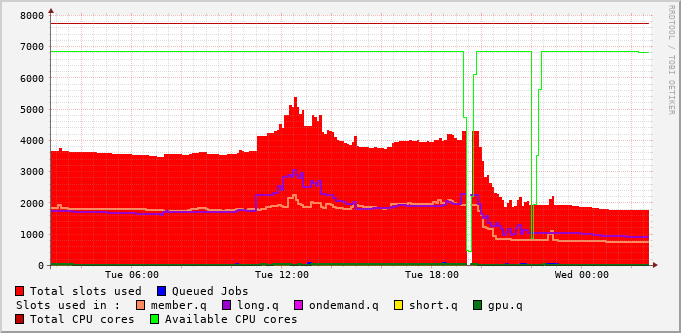 8000
7000
6000
5000
4000
3000
2000
1000
0
Tue 06:00 Tue 12:00 Tue 18:00 Wed 00:00
RRDTOOL / TOBI OETIKER
Total slots used Queued Jobs
Slots used in : member.q long.q ondemand.q short.q gpu.q
Total CPU cores Available CPU cores